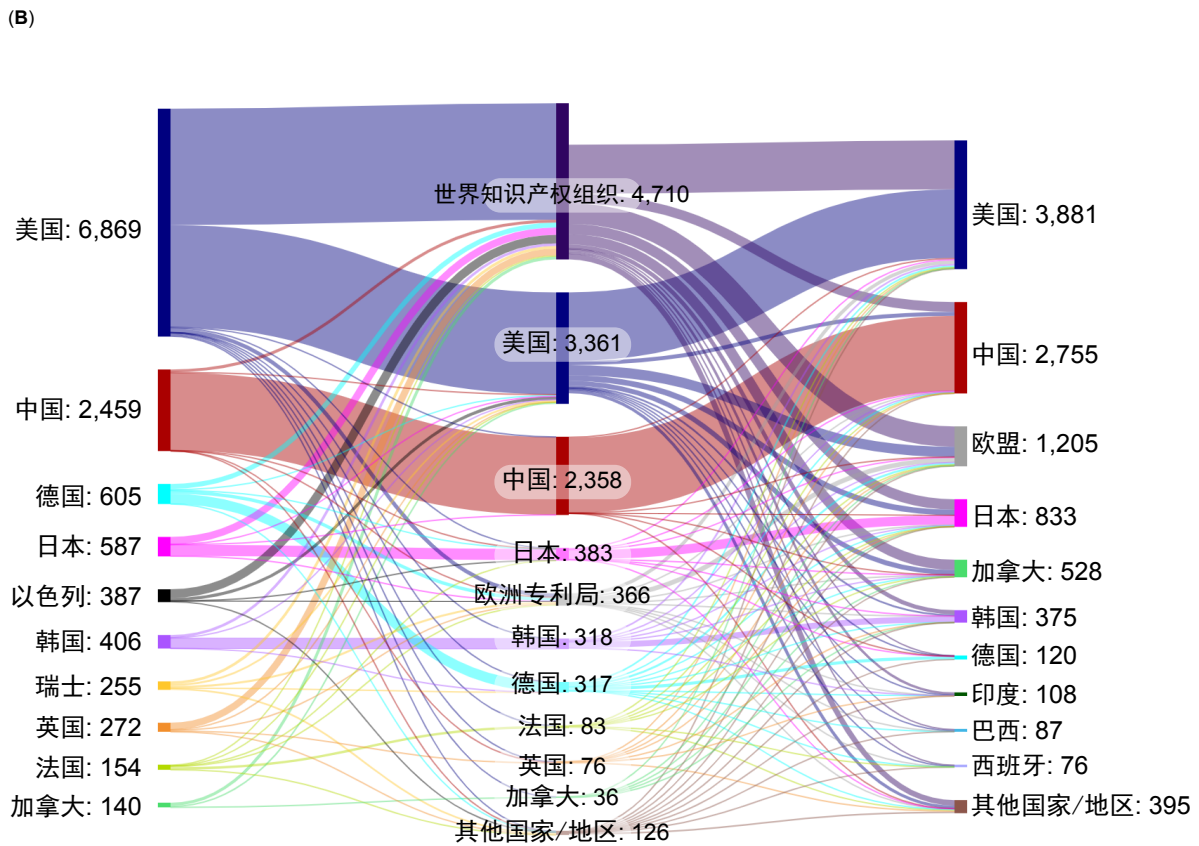 (B)
美国: 6,869
中国: 2,459
德国: 605
日本: 587
以色列: 387
韩国: 406
瑞士: 255
英国: 272
法国: 154
加拿大: 140
世界知识产权组织: 4,710
美国: 3,361
中国: 2,358
日本: 383
欧洲专利局: 366
韩国: 318
德国: 317
法国: 83
英国: 76
加拿大: 36
其他国家/地区: 126
美国: 3,881
中国: 2,755
欧盟: 1,205
日本: 833
加拿大: 528
韩国: 375
德国: 120
印度: 108
巴西: 87
西班牙: 76
其他国家/地区: 395